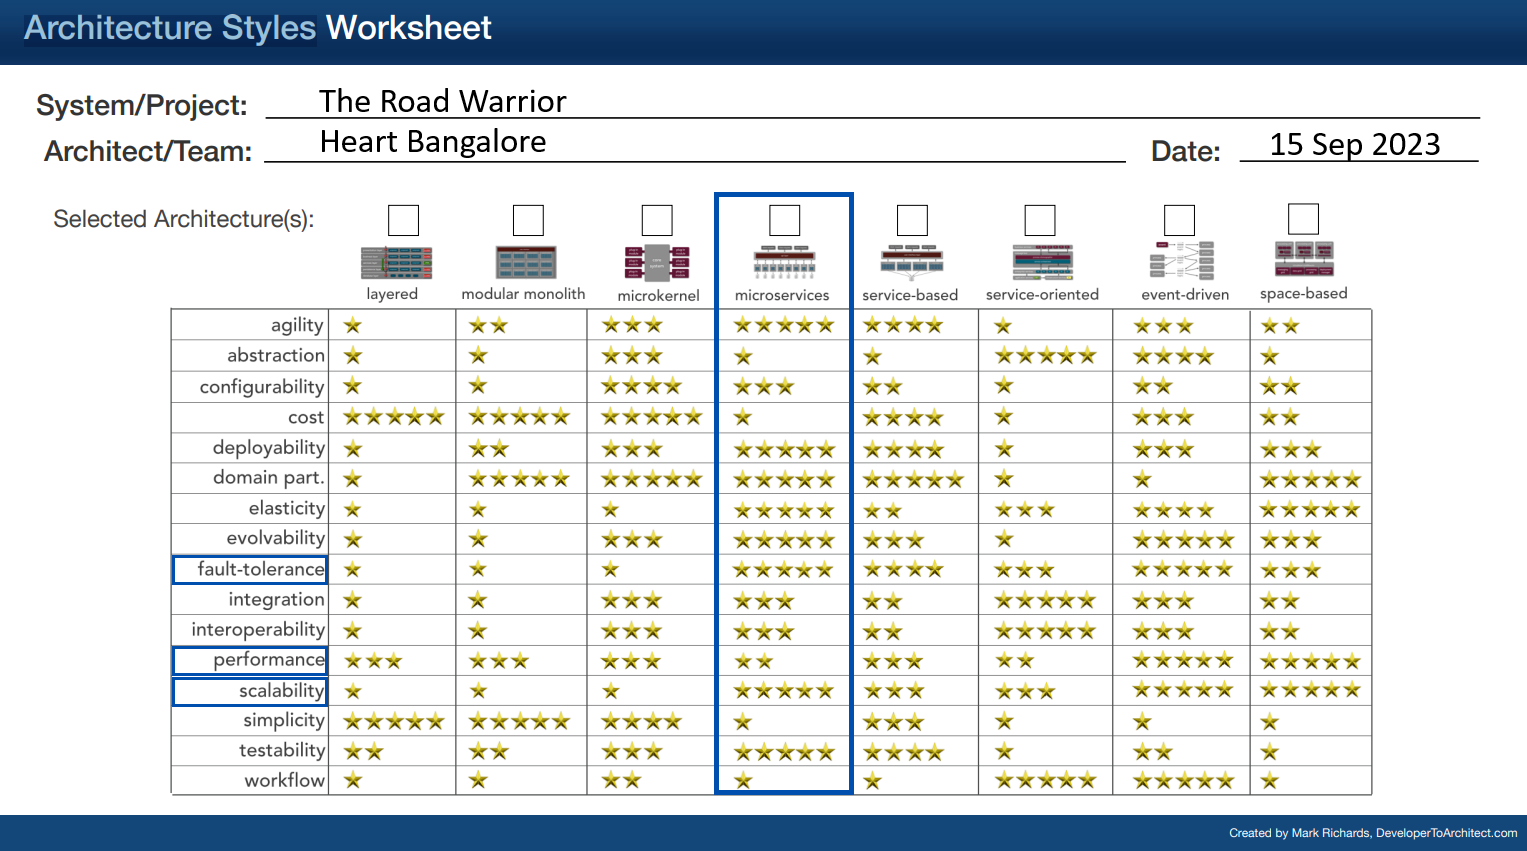 Architecture Styles Worksheet
System/Project: The Road Warrior
Architect/Team: Heart Bangalore Date: 15 Sep 2023
Selected Architecture(s):
layered modular monolith microkernel microservices service-based service-oriented event-driven space-based
agility
abstraction
configurability
cost
deployability
domain part.
elasticity
evolvability
fault-tolerance
integration
interoperability
performance
scalability
simplicity
testability
workflow
Created by Mark Richards, DeveloperToArchitect.com